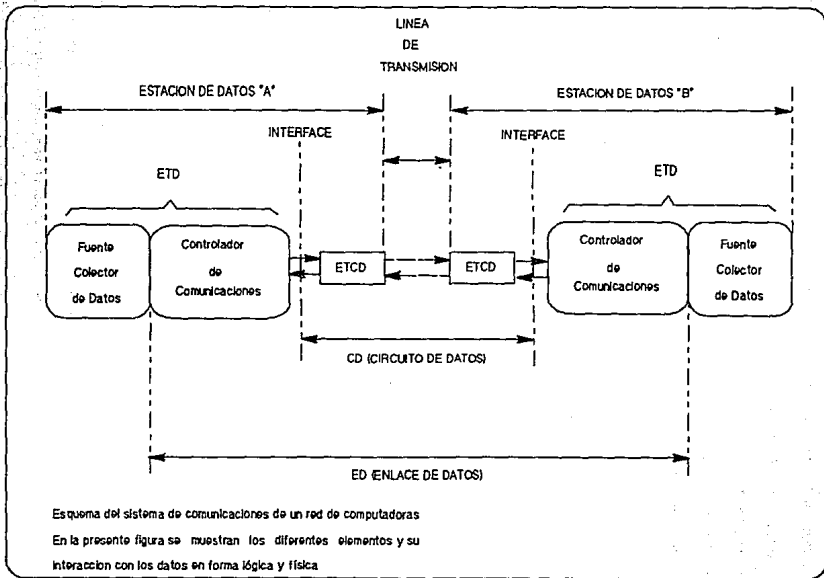 LINEA
DE
TRANSMISION
ESTACION DE DATOS "A"
ESTACION DE DATOS "B"
INTERFACE
INTERFACE
ETD
ETD
Fuente
Colector
de Datos
Controlador
de
Comunicaciones
ETCD
ETCD
Controlador
de
Comunicaciones
Fuente
Colector
de Datos
CD (CIRCUITO DE DATOS)
ED (ENLACE DE DATOS)
Esquema del sistema de comunicaciones de un red de computadoras
En la presente figura se muestran los diferentes elementos y su
interaccion con los datos en forma lógica y física